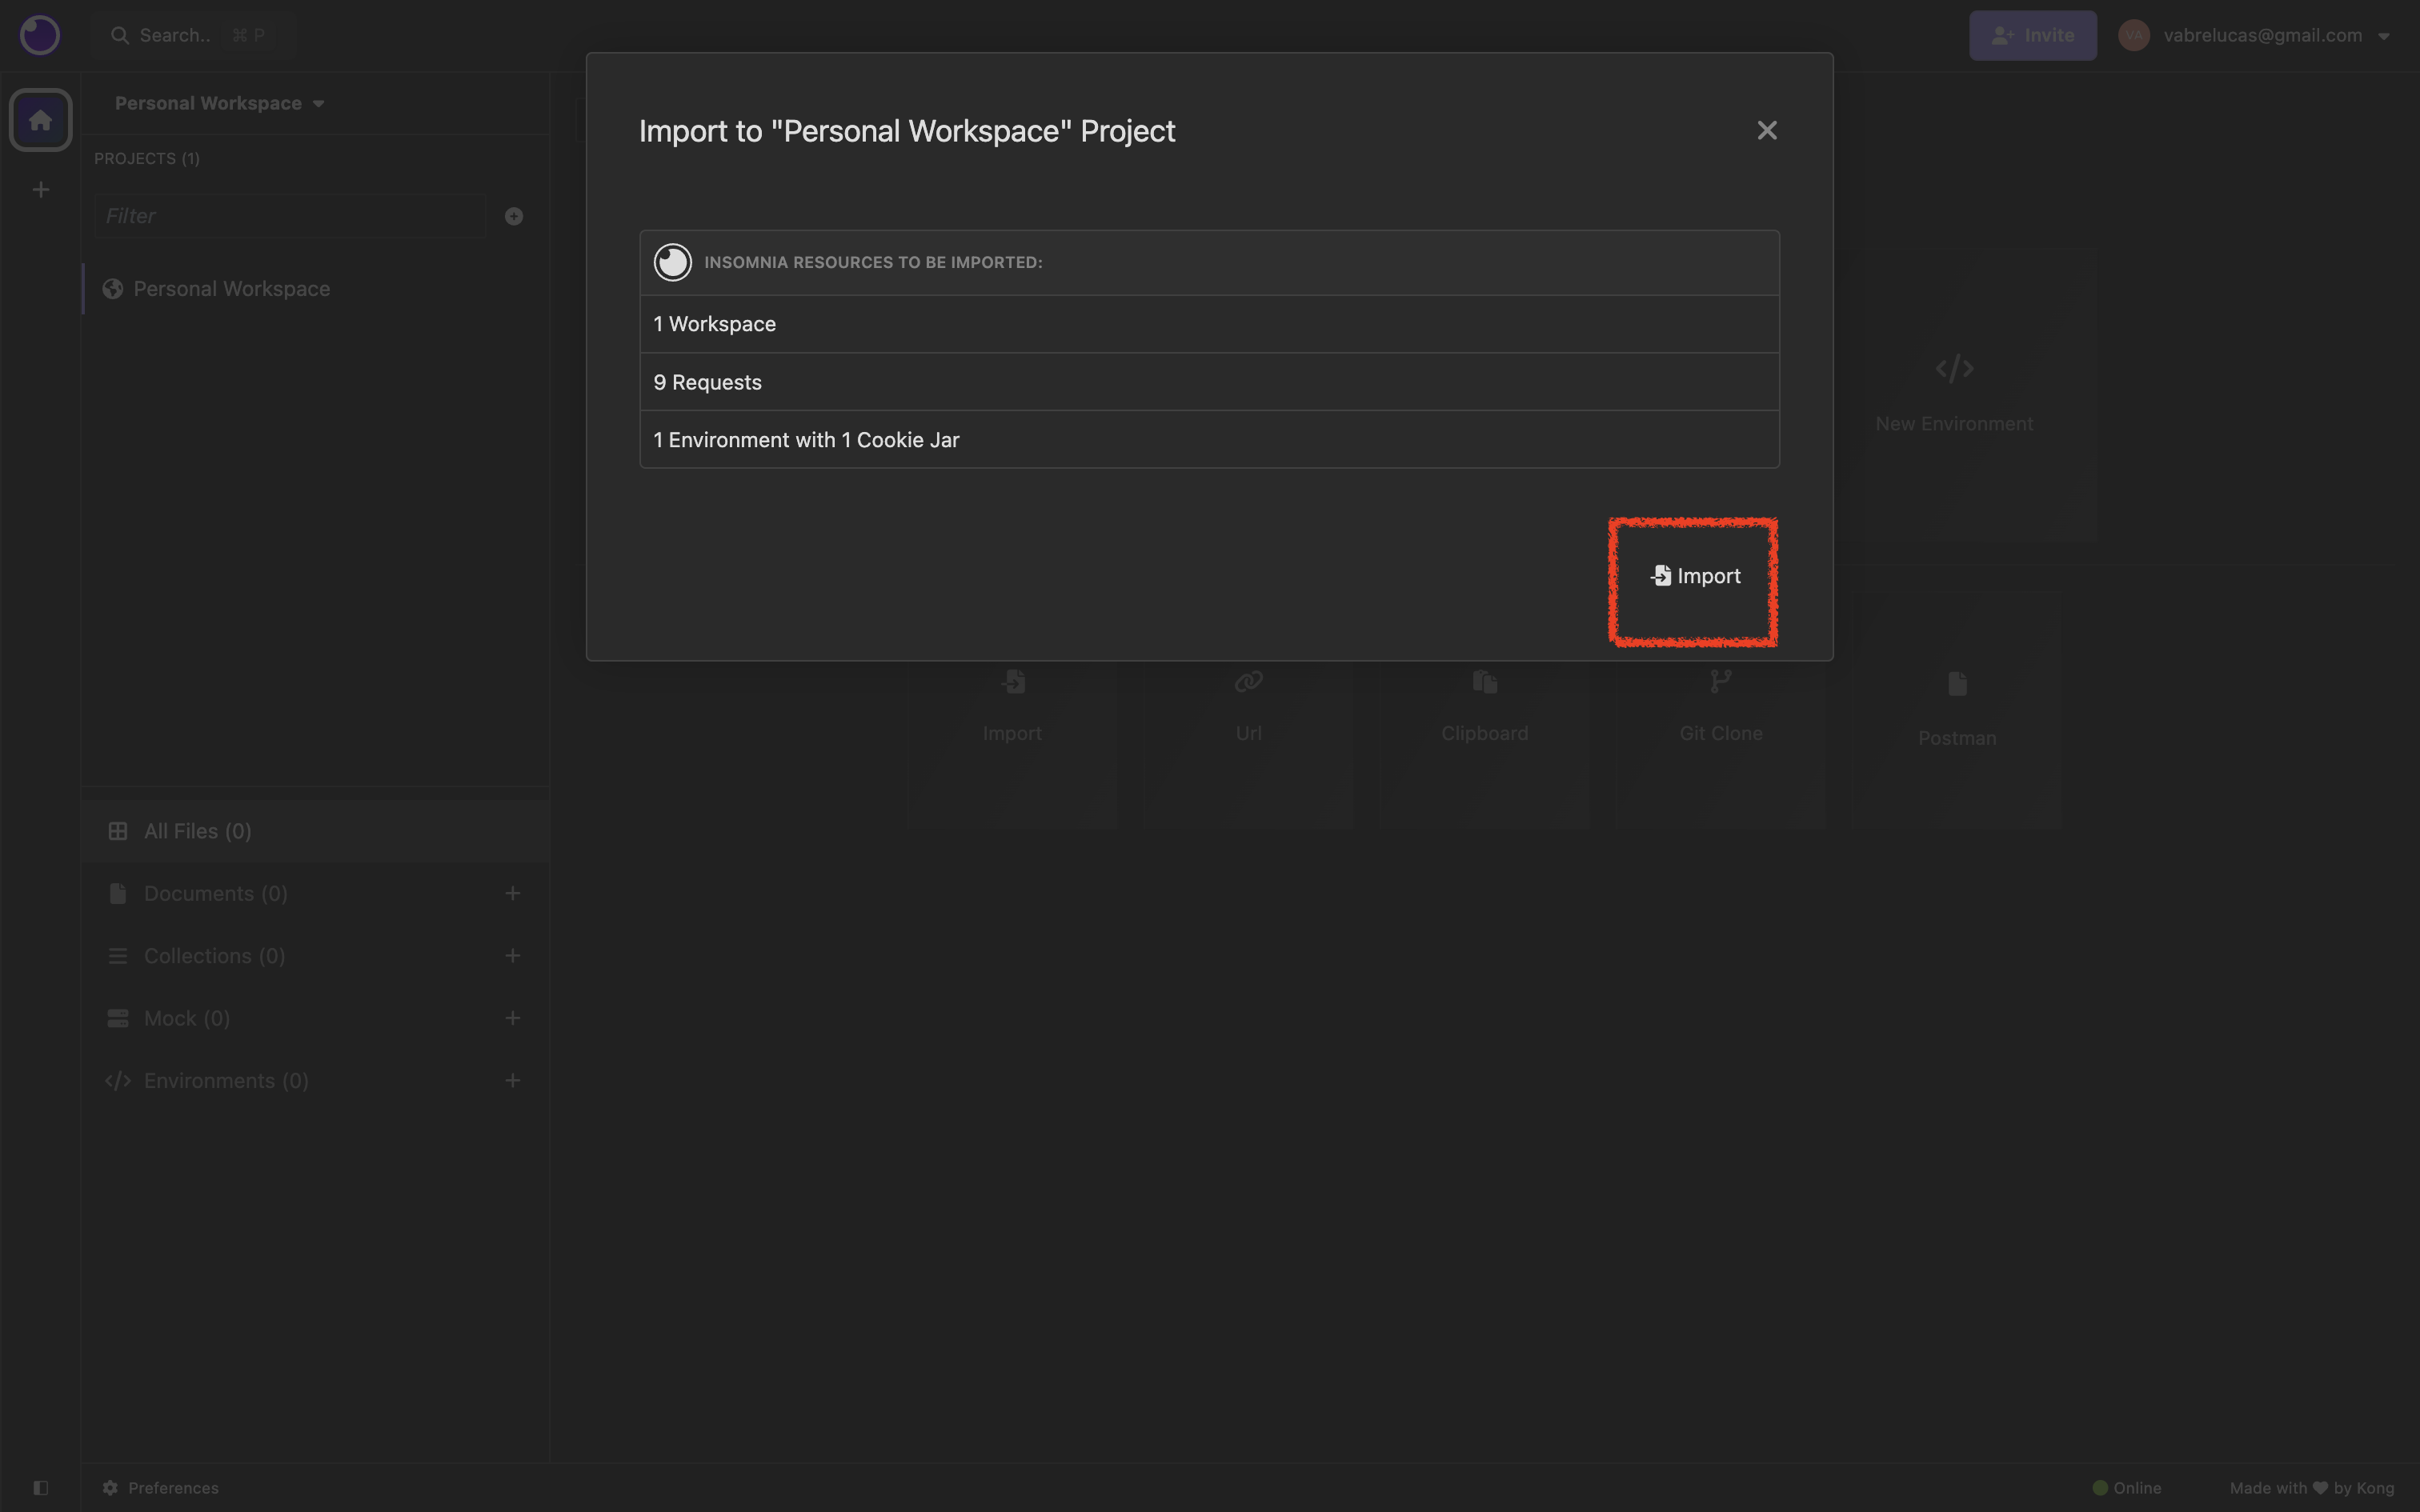 Search.. ⌘ P
Invite
VA vabrelucas@gmail.com
Personal Workspace
PROJECTS (1)
Filter
Personal Workspace
Import to "Personal Workspace" Project
INSOMNIA RESOURCES TO BE IMPORTED:
1 Workspace
9 Requests
1 Environment with 1 Cookie Jar
Import
New Environment
Import
Url
Clipboard
Git Clone
Postman
All Files (0)
Documents (0)
Collections (0)
Mock (0)
Environments (0)
Preferences
Online
Made with ♥ by Kong